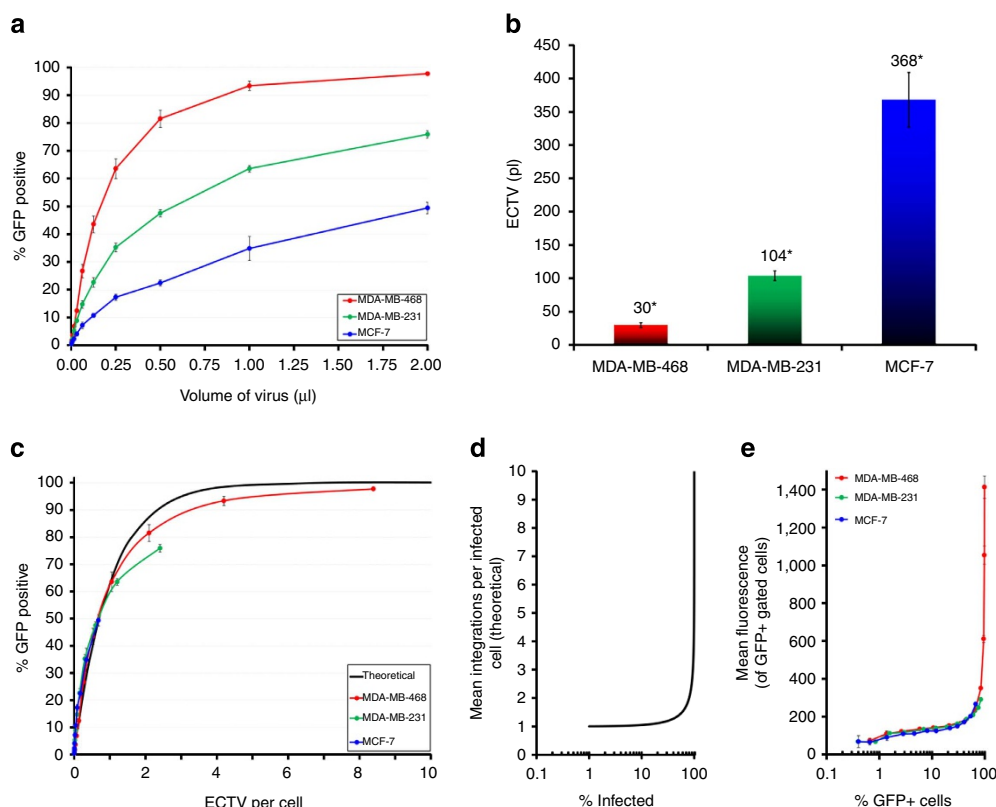 a
100
90
80
70
60
50
40
30
20
10
0
% GFP positive
0.00 0.25 0.50 0.75 1.00 1.25 1.50 1.75 2.00
Volume of virus (µl)
MDA-MB-468
MDA-MB-231
MCF-7
b
450
400
350
300
250
200
150
100
50
0
ECTV (pl)
30*
104*
368*
MDA-MB-468 MDA-MB-231 MCF-7
c
100
90
80
70
60
50
40
30
20
10
0
% GFP positive
0 2 4 6 8 10
ECTV per cell
Theoretical
MDA-MB-468
MDA-MB-231
MCF-7
d
10
9
8
7
6
5
4
3
2
1
0
Mean integrations per infected
cell (theoretical)
0.1 1 10 100
% Infected
e
1,400
1,200
1,000
800
600
400
200
0
Mean fluorescence
(of GFP+ gated cells)
MDA-MB-468
MDA-MB-231
MCF-7
0.1 1 10 100
% GFP+ cells